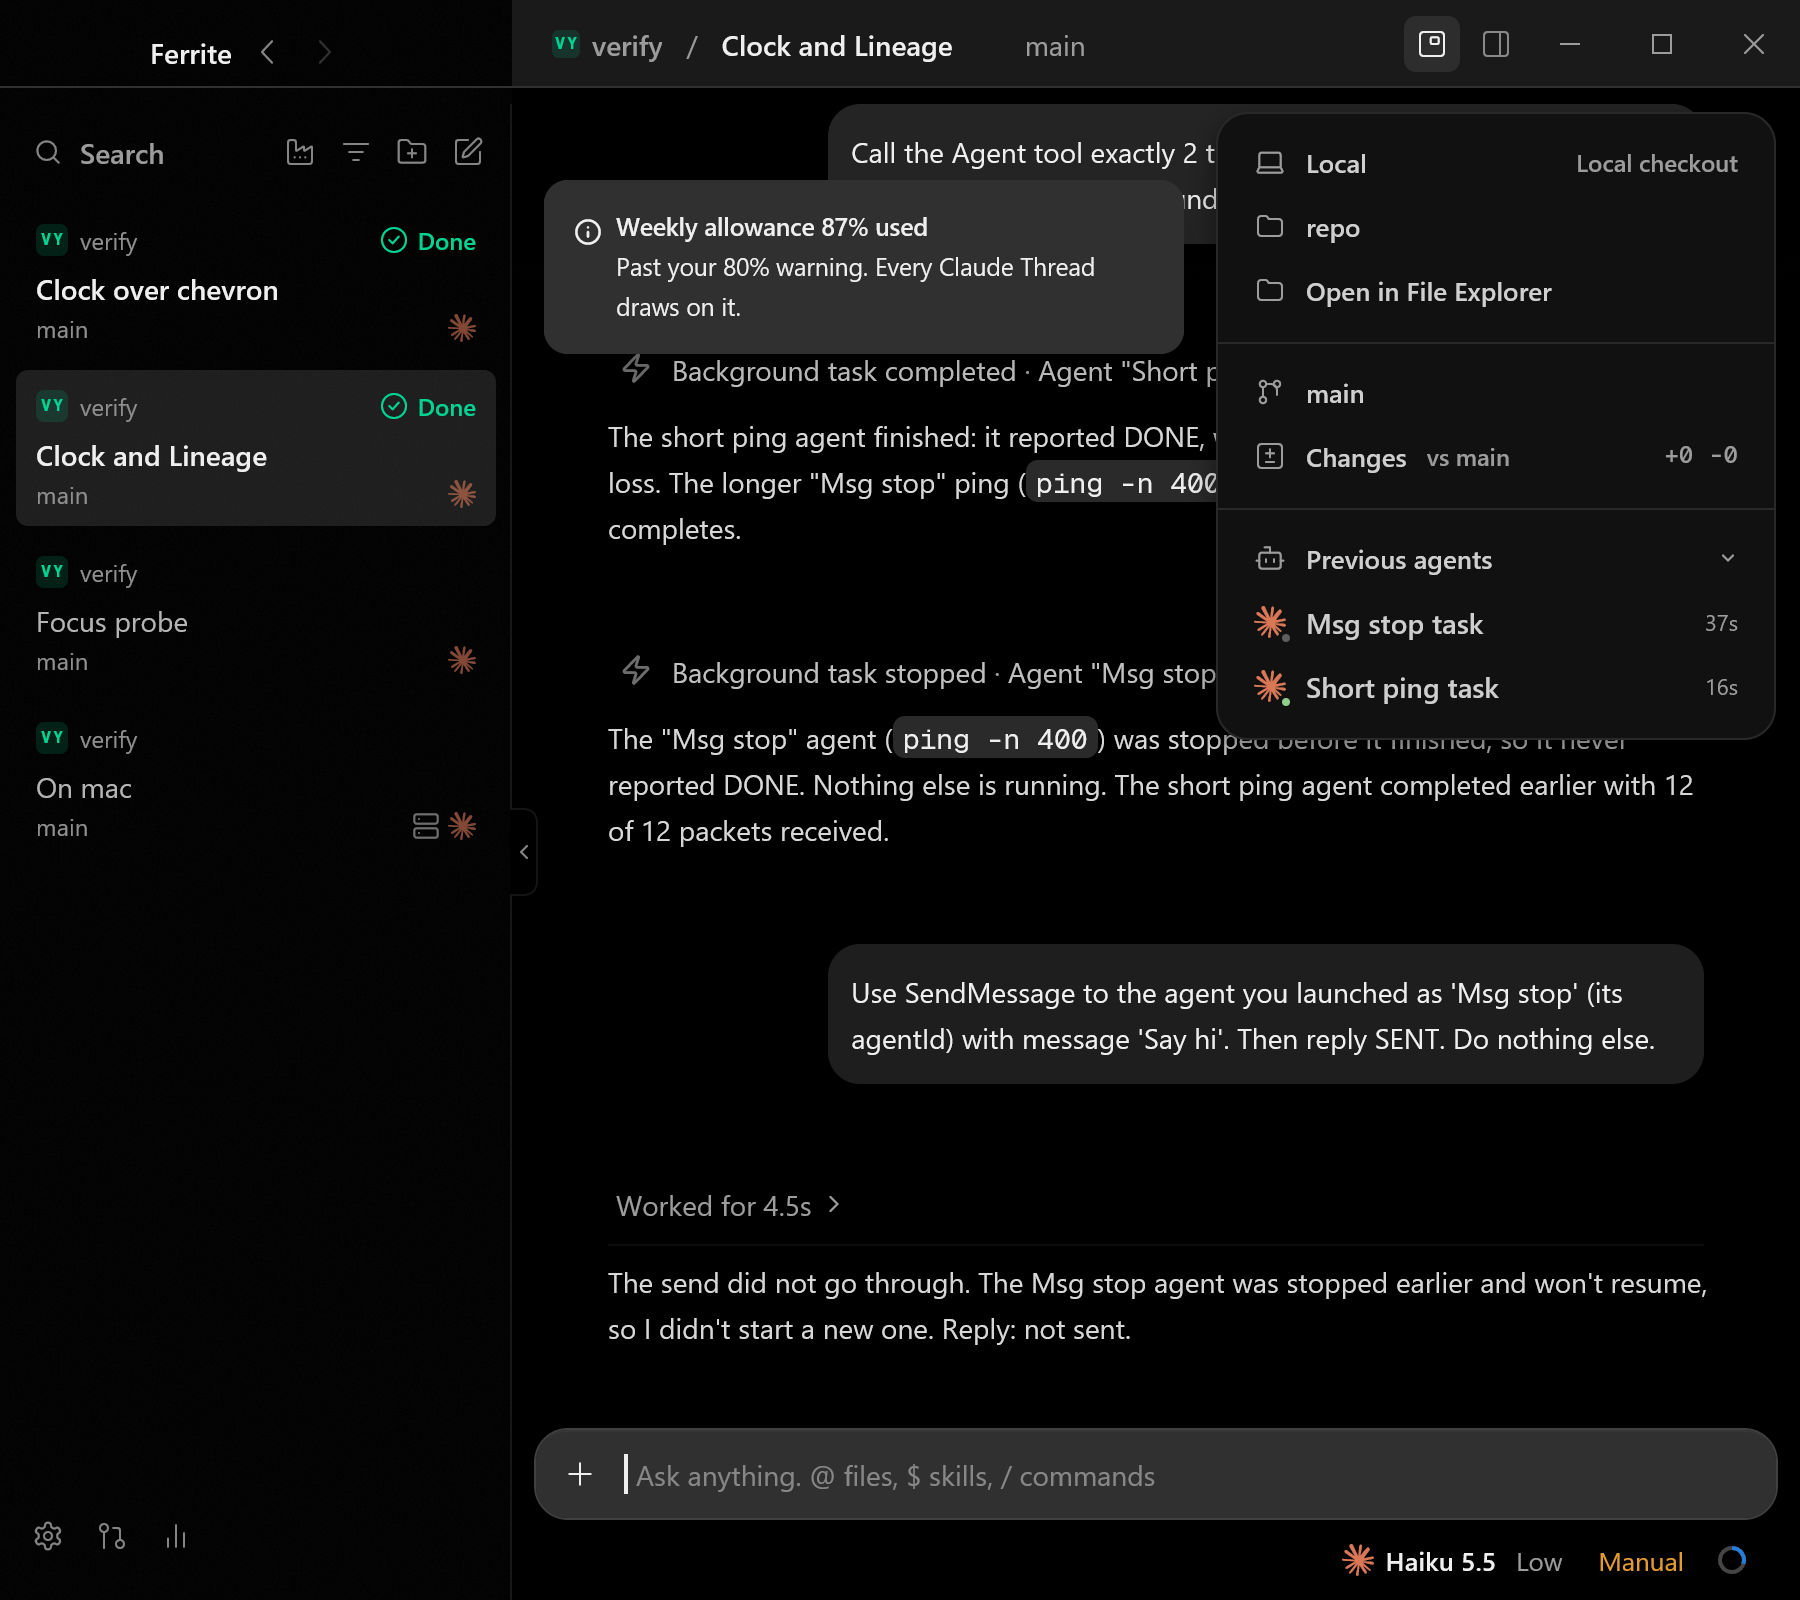 Ferrite
VY verify / Clock and Lineage main
Search
VY verify Done
Clock over chevron
main
VY verify Done
Clock and Lineage
main
VY verify
Focus probe
main
VY verify
On mac
main
Call the Agent tool exactly 2
Weekly allowance 87% used
Past your 80% warning. Every Claude Thread
draws on it.
Background task completed · Agent "Short
The short ping agent finished: it reported DONE,
loss. The longer "Msg stop" ping (ping -n 400
completes.
Background task stopped · Agent "Msg stop
The "Msg stop" agent (ping -n 400) was stopped before it finished, so it never
reported DONE. Nothing else is running. The short ping agent completed earlier with 12
of 12 packets received.
Use SendMessage to the agent you launched as 'Msg stop' (its
agentId) with message 'Say hi'. Then reply SENT. Do nothing else.
Worked for 4.5s
The send did not go through. The Msg stop agent was stopped earlier and won't resume,
so I didn't start a new one. Reply: not sent.
Ask anything. @ files, $ skills, / commands
Haiku 5.5 Low Manual
Local Local checkout
repo
Open in File Explorer
main
Changes vs main +0 -0
Previous agents
Msg stop task 37s
Short ping task 16s